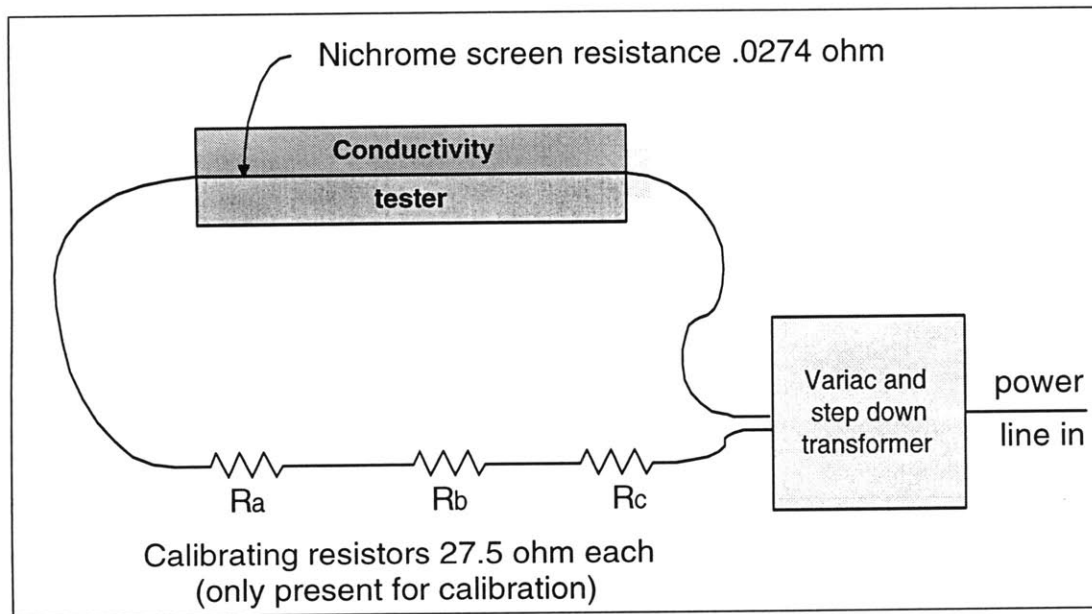 Nichrome screen resistance .0274 ohm
Conductivity
tester
Variac and
step down
transformer
power
line in
Ra
Rb
Rc
Calibrating resistors 27.5 ohm each
(only present for calibration)